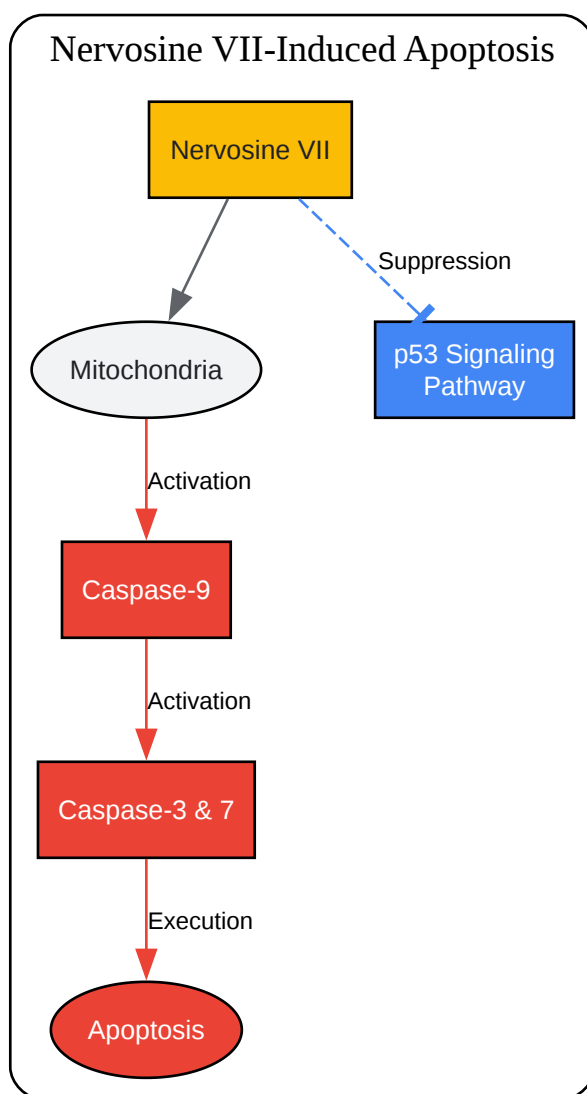 Nervosine VII-Induced Apoptosis
Nervosine VII
Suppression
Mitochondria
p53 Signaling
Pathway
Activation
Caspase-9
Activation
Caspase-3 & 7
Execution
Apoptosis